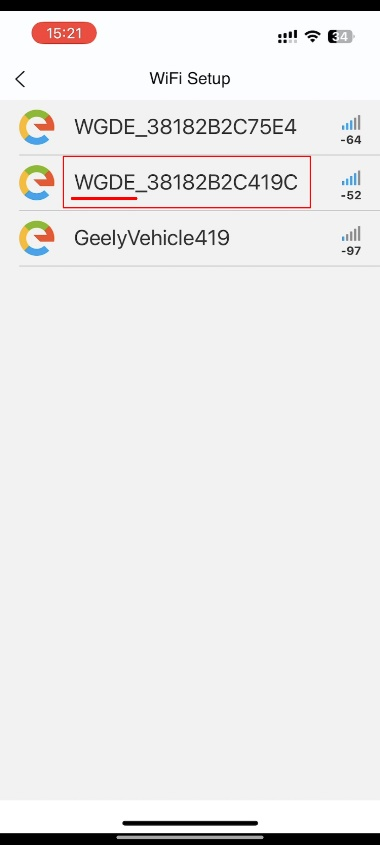 15:21
34
WiFi Setup
WGDE_38182B2C75E4
-64
WGDE_38182B2C419C
-52
GeelyVehicle419
-97